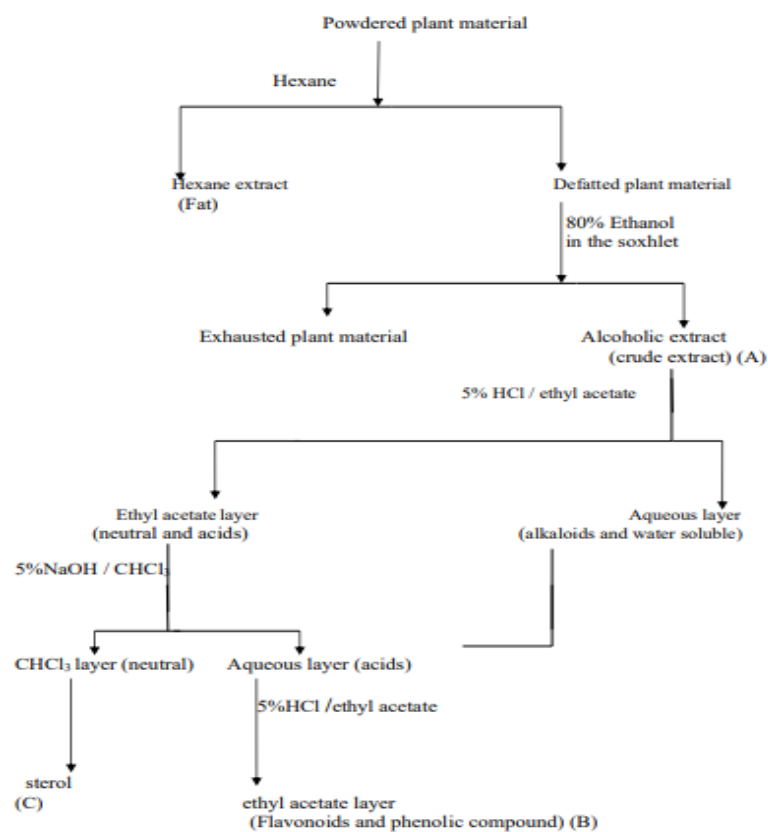 Powdered plant material
Hexane
Hexane extract
(Fat)
Defatted plant material
80% Ethanol
in the soxhlet
Exhausted plant material
Alcoholic extract
(crude extract) (A)
5% HCl / ethyl acetate
Ethyl acetate layer
(neutral and acids)
Aqueous layer
(alkaloids and water soluble)
5%NaOH / CHCl₃
CHCl₃ layer (neutral)
Aqueous layer (acids)
5%HCl /ethyl acetate
sterol
(C)
ethyl acetate layer
(Flavonoids and phenolic compound) (B)